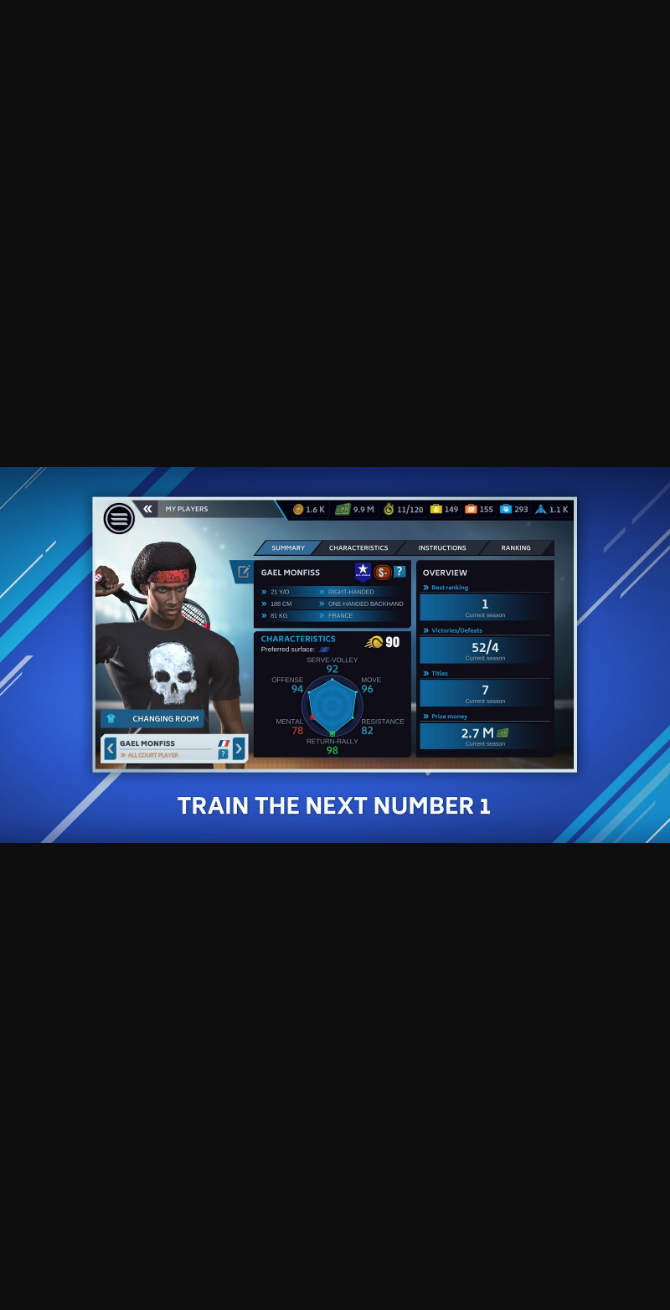 MY PLAYERS
1.6 K
9.9 M
11/120
149
155
293
1.1 K
SUMMARY
CHARACTERISTICS
INSTRUCTIONS
RANKING
GAEL MONFISS
S-
?
21 Y/O
RIGHT-HANDED
188 CM
ONE-HANDED BACKHAND
81 KG
FRANCE
CHARACTERISTICS
90
Preferred surface:
SERVE-VOLLEY
92
OFFENSE
94
MOVE
96
MENTAL
78
RESISTANCE
82
RETURN-RALLY
98
OVERVIEW
Best ranking
1
Current season
Victories/Defeats
52/4
Current season
Titles
7
Current season
Prize money
2.7 M
Current season
CHANGING ROOM
GAEL MONFISS
ALL COURT PLAYER
?
TRAIN THE NEXT NUMBER 1